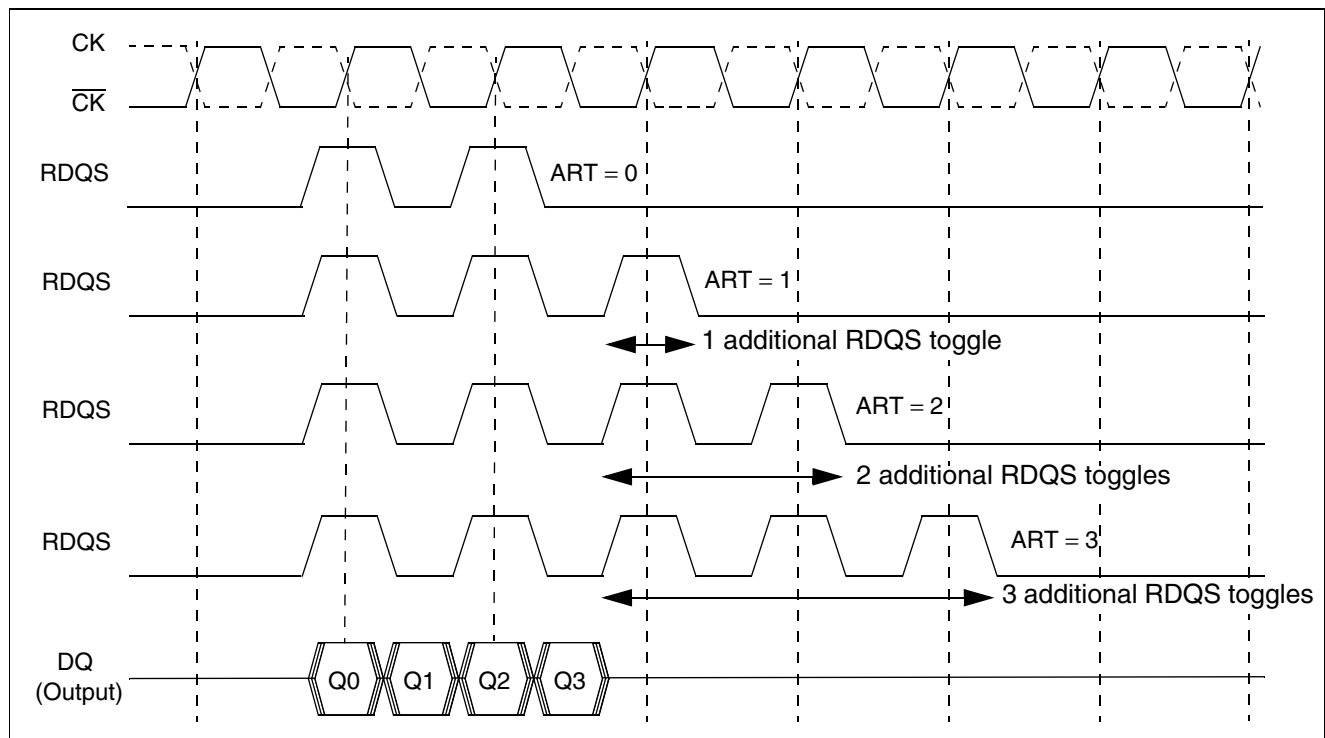 CK
C̅K̅
RDQS
ART = 0
RDQS
ART = 1
1 additional RDQS toggle
RDQS
ART = 2
2 additional RDQS toggles
RDQS
ART = 3
3 additional RDQS toggles
DQ
(Output)
Q0 Q1 Q2 Q3